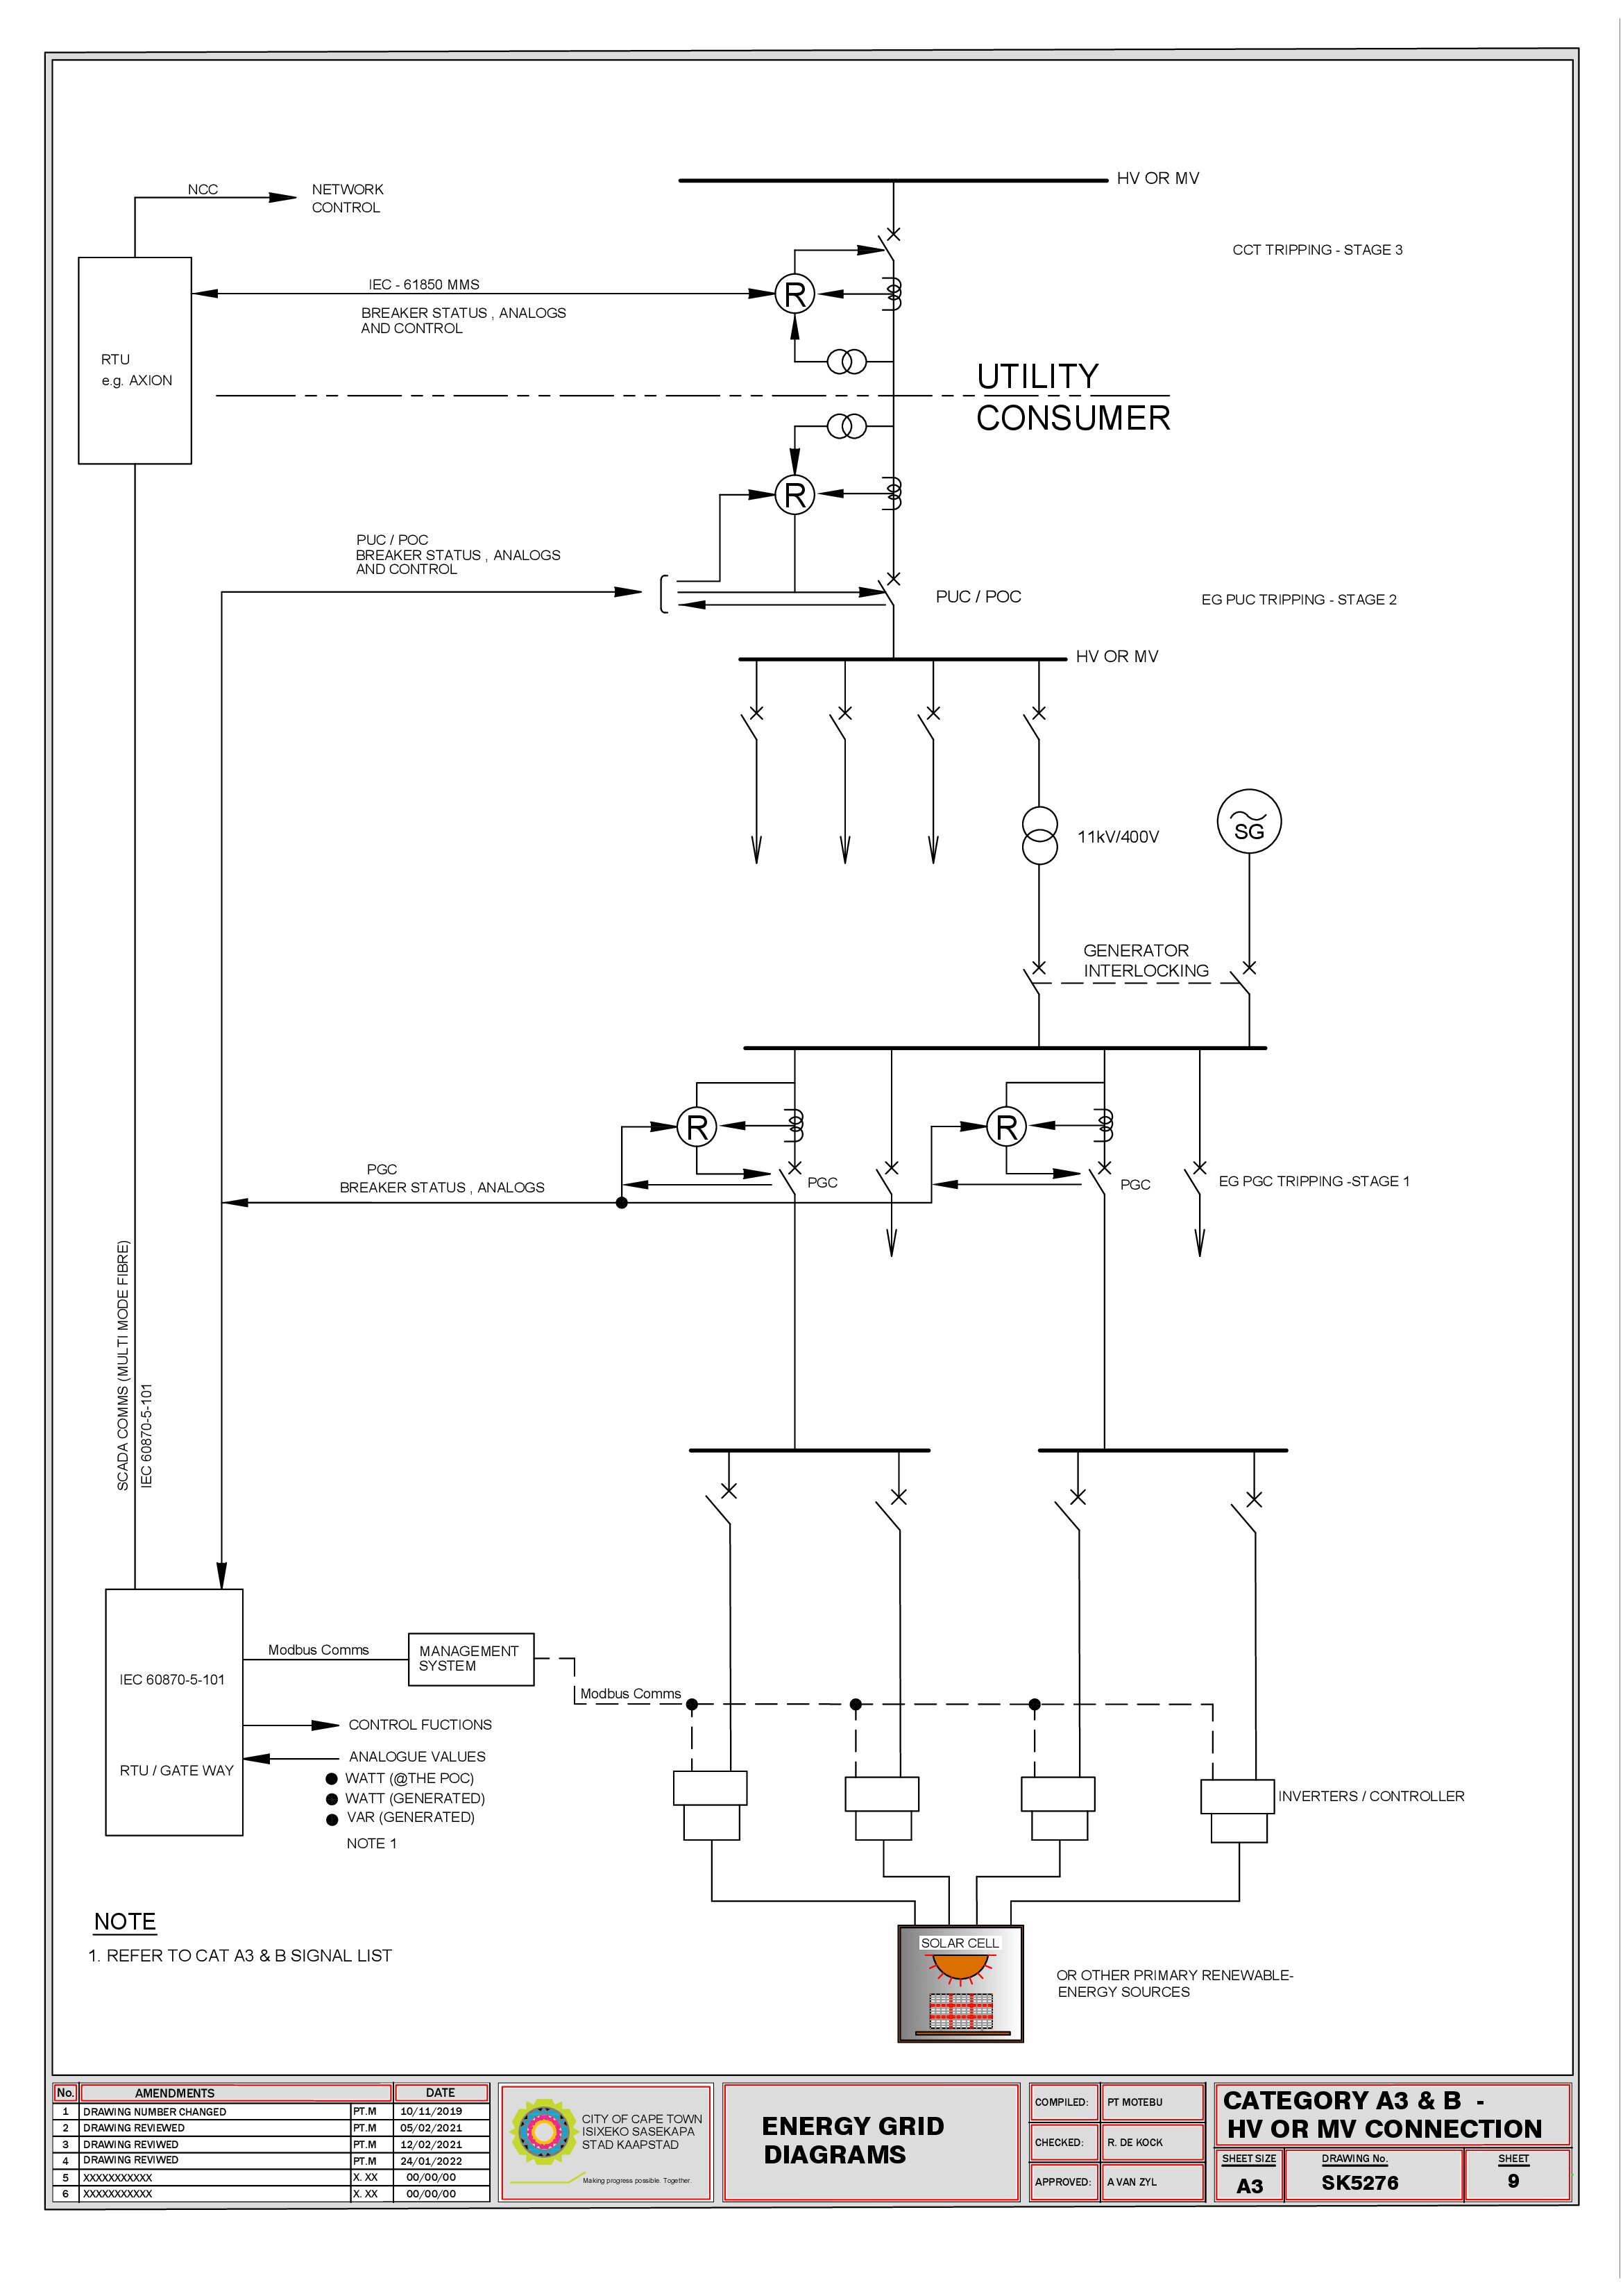 HV OR MV
NCC
NETWORK
CONTROL
CCT TRIPPING - STAGE 3
IEC - 61850 MMS
R
BREAKER STATUS , ANALOGS
AND CONTROL
RTU
e.g. AXION
UTILITY
CONSUMER
R
PUC / POC
BREAKER STATUS , ANALOGS
AND CONTROL
PUC / POC
EG PUC TRIPPING - STAGE 2
HV OR MV
11kV/400V
SG
GENERATOR
INTERLOCKING
R
R
PGC
BREAKER STATUS , ANALOGS
PGC
PGC
EG PGC TRIPPING -STAGE 1
SCADA COMMS (MULTI MODE FIBRE)
IEC 60870-5-101
Modbus Comms
MANAGEMENT
SYSTEM
IEC 60870-5-101
Modbus Comms
CONTROL FUCTIONS
ANALOGUE VALUES
RTU / GATE WAY
WATT (@THE POC)
WATT (GENERATED)
VAR (GENERATED)
NOTE 1
INVERTERS / CONTROLLER
NOTE
1. REFER TO CAT A3 & B SIGNAL LIST
SOLAR CELL
OR OTHER PRIMARY RENEWABLE-
ENERGY SOURCES
No. AMENDMENTS DATE
1 DRAWING NUMBER CHANGED PT.M 10/11/2019
2 DRAWING REVIEWED PT.M 05/02/2021
3 DRAWING REVIWED PT.M 12/02/2021
4 DRAWING REVIWED PT.M 24/01/2022
5 XXXXXXXXXXX X. XX 00/00/00
6 XXXXXXXXXXX X. XX 00/00/00
CITY OF CAPE TOWN
ISIXEKO SASEKAPA
STAD KAAPSTAD
Making progress possible. Together.
ENERGY GRID
DIAGRAMS
COMPILED: PT MOTEBU
CHECKED: R. DE KOCK
APPROVED: A VAN ZYL
CATEGORY A3 & B -
HV OR MV CONNECTION
SHEET SIZE
A3
DRAWING No.
SK5276
SHEET
9